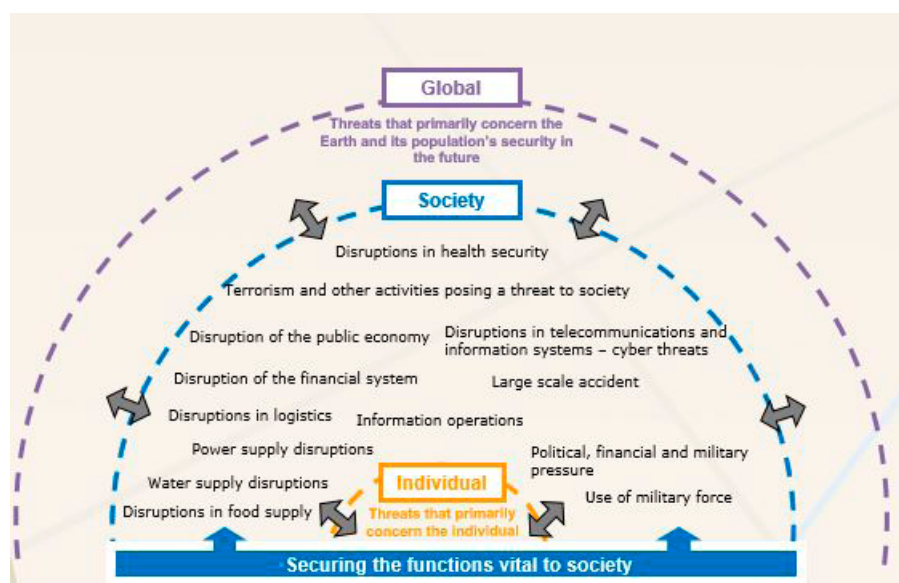 Global
Threats that primarily concern the
Earth and its population's security in
the future
Society
Disruptions in health security
Terrorism and other activities posing a threat to society
Disruption of the public economy
Disruptions in telecommunications and
information systems – cyber threats
Disruption of the financial system
Large scale accident
Disruptions in logistics
Information operations
Power supply disruptions
Political, financial and military
pressure
Water supply disruptions
Individual
Use of military force
Disruptions in food supply
Threats that primarily
concern the individual
Securing the functions vital to society